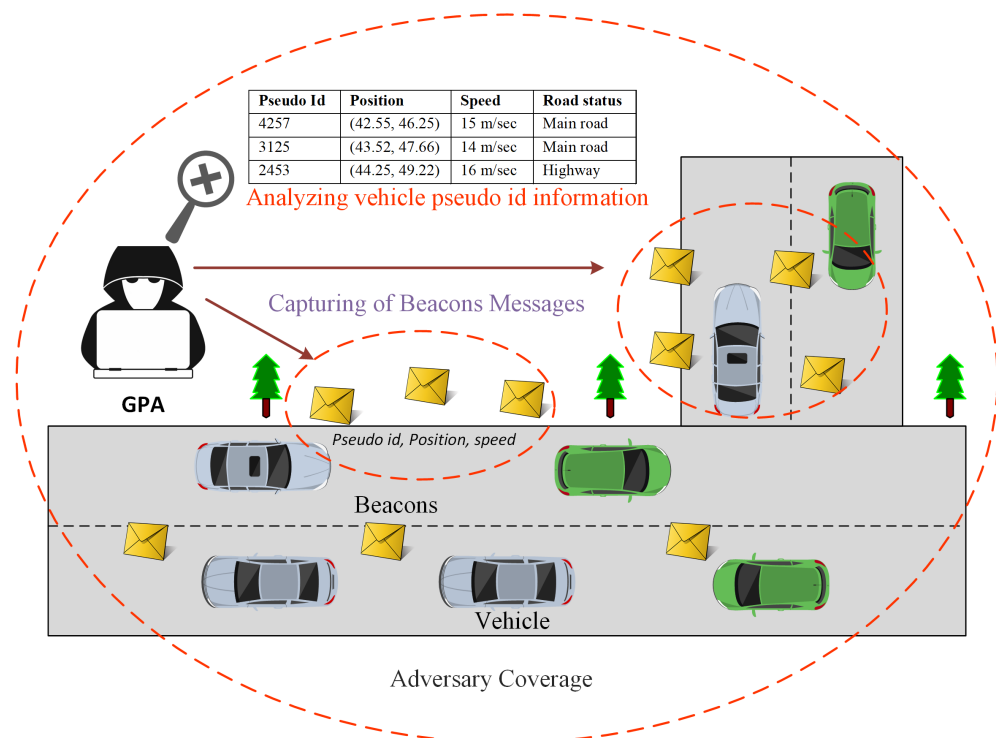 Pseudo Id Position Speed Road status
4257 (42.55, 46.25) 15 m/sec Main road
3125 (43.52, 47.66) 14 m/sec Main road
2453 (44.25, 49.22) 16 m/sec Highway
Analyzing vehicle pseudo id information
Capturing of Beacons Messages
GPA
Pseudo id, Position, speed
Beacons
Vehicle
Adversary Coverage